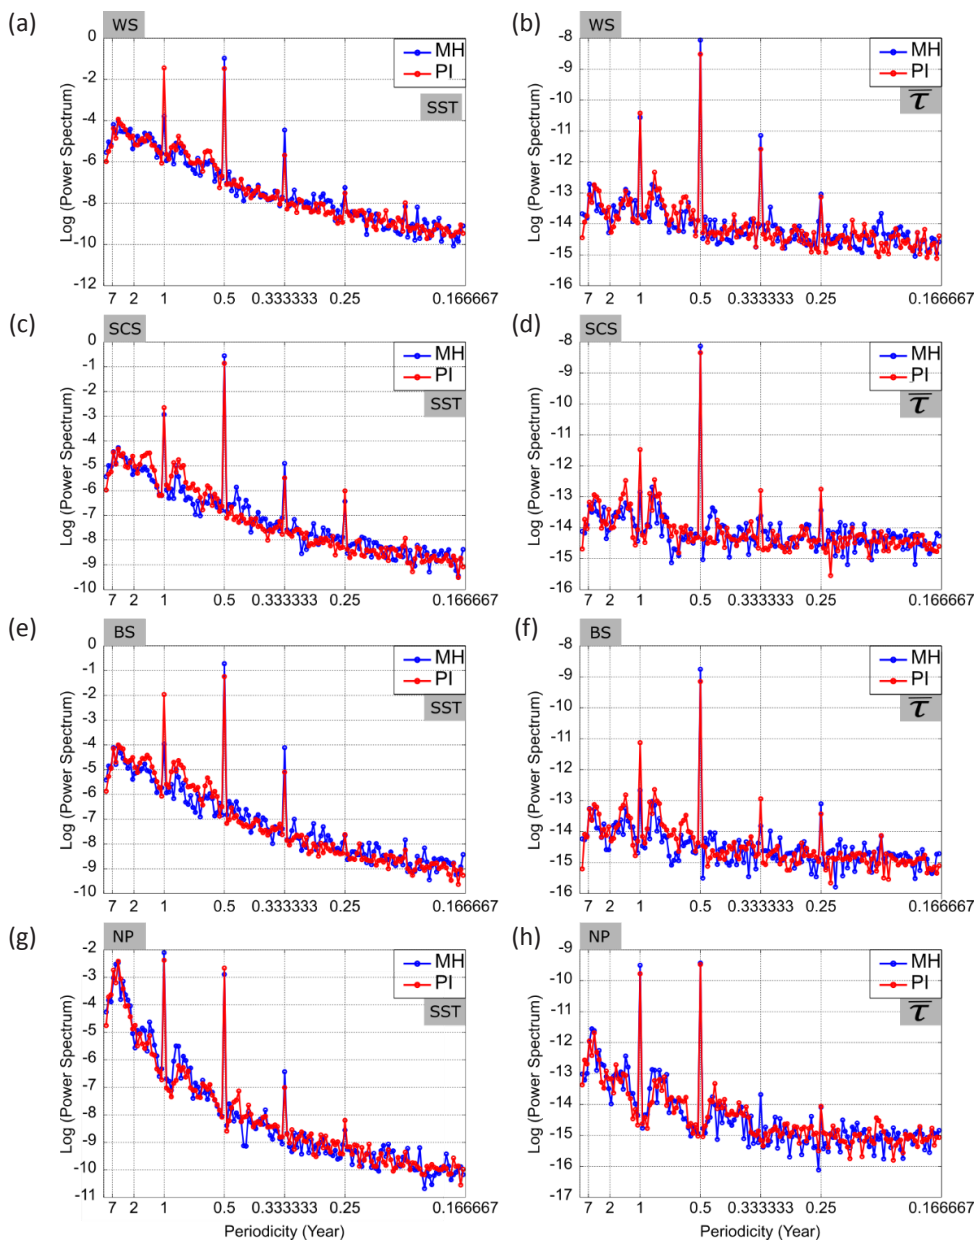 (a) WS
0
-2
-4
-6
-8
-10
-12
Log (Power Spectrum)
MH
PI
SST
7 2 1 0.5 0.333333 0.25 0.166667
(b) WS
-8
-9
-10
-11
-12
-13
-14
-15
-16
Log (Power Spectrum)
MH
PI
τ
7 2 1 0.5 0.333333 0.25 0.166667
(c) SCS
0
-1
-2
-3
-4
-5
-6
-7
-8
-9
-10
Log (Power Spectrum)
MH
PI
SST
7 2 1 0.5 0.333333 0.25 0.166667
(d) SCS
-8
-9
-10
-11
-12
-13
-14
-15
-16
Log (Power Spectrum)
MH
PI
τ
7 2 1 0.5 0.333333 0.25 0.166667
(e) BS
0
-1
-2
-3
-4
-5
-6
-7
-8
-9
-10
Log (Power Spectrum)
MH
PI
SST
7 2 1 0.5 0.333333 0.25 0.166667
(f) BS
-8
-9
-10
-11
-12
-13
-14
-15
-16
Log (Power Spectrum)
MH
PI
τ
7 2 1 0.5 0.333333 0.25 0.166667
(g) NP
-2
-3
-4
-5
-6
-7
-8
-9
-10
-11
Log (Power Spectrum)
MH
PI
SST
7 2 1 0.5 0.333333 0.25 0.166667
Periodicity (Year)
(h) NP
-9
-10
-11
-12
-13
-14
-15
-16
-17
Log (Power Spectrum)
MH
PI
τ
7 2 1 0.5 0.333333 0.25 0.166667
Periodicity (Year)